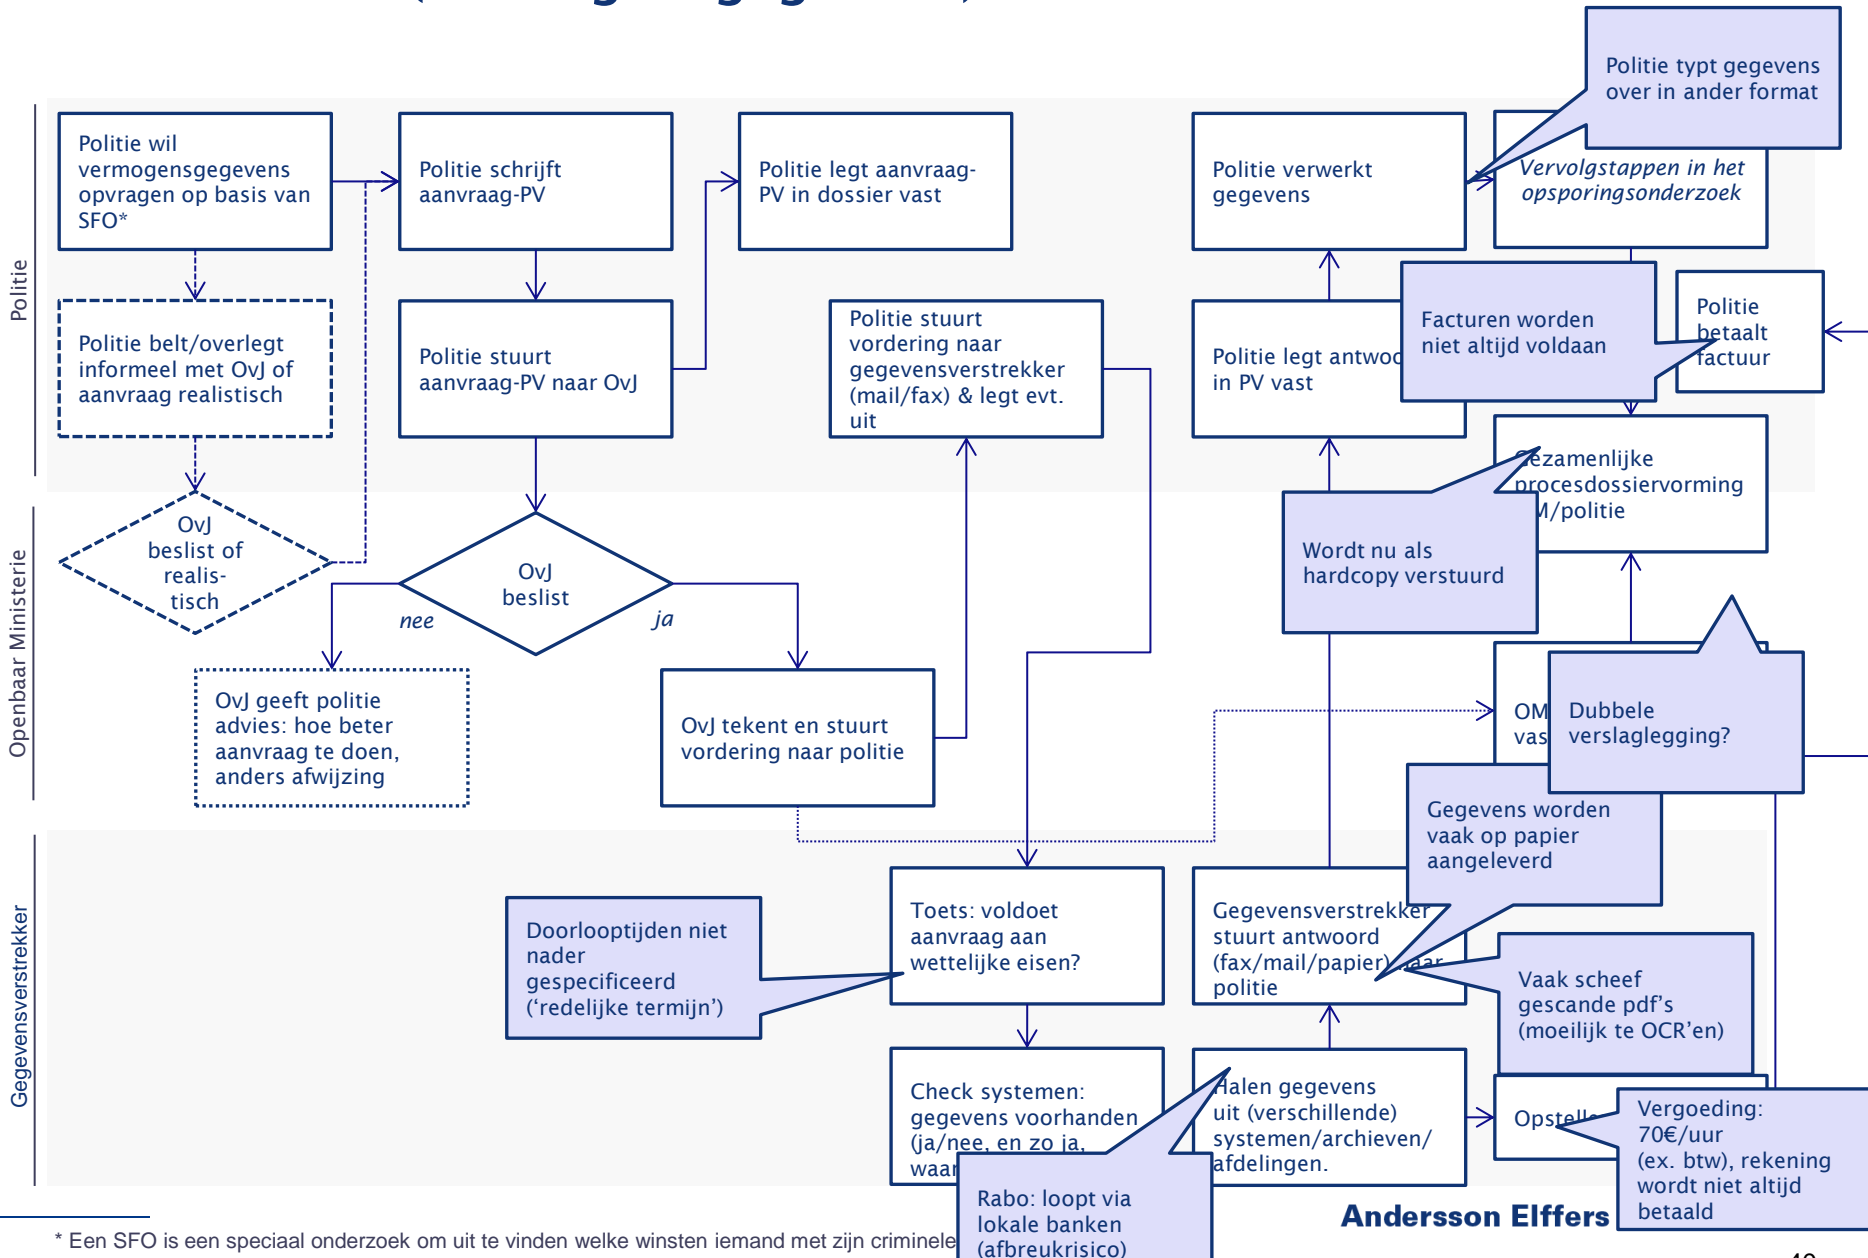 Politie typt gegevens
over in ander format
Politie
Politie wil
vermogensgegevens
opvragen op basis van
SFO*
Politie schrijft
aanvraag-PV
Politie legt aanvraag-
PV in dossier vast
Politie verwerkt
gegevens
Vervolgstappen in het
opsporingsonderzoek
Politie belt/overlegt
informeel met OvJ of
aanvraag realistisch
Politie stuurt
aanvraag-PV naar OvJ
Politie stuurt
vordering naar
gegevensverstrekker
(mail/fax) & legt evt.
uit
Politie legt
in PV vast
Facturen worden
niet altijd voldaan
Politie
betaalt
factuur
Gezamenlijke
procesdossiervorming
Openbaar Ministerie
OvJ
beslist of
realis-
tisch
OvJ
beslist
nee
ja
Wordt nu als
hardcopy verstuurd
OvJ geeft politie
advies: hoe beter
aanvraag te doen,
anders afwijzing
OvJ tekent en stuurt
vordering naar politie
OM
Dubbele
verslaglegging?
Gegevens worden
vaak op papier
aangeleverd
Gegevensverstrekker
Doorlooptijden niet
nader
gespecificeerd
(‘redelijke termijn’)
Toets: voldoet
aanvraag aan
wettelijke eisen?
Gegevensverstrekker
stuurt antwoord
(fax/mail/papier) naar
politie
Vaak scheef
gescande pdf’s
(moeilijk te OCR’en)
Check systemen:
gegevens voorhanden
(ja/nee, en zo ja,
Halen gegevens
uit (verschillende)
systemen/archieven/
afdelingen.
Vergoeding:
70€/uur
(ex. btw), rekening
wordt niet altijd
betaald
Rabo: loopt via
lokale banken
(afbreukrisico)
Andersson Elffers
* Een SFO is een speciaal onderzoek om uit te vinden welke winsten iemand met zijn criminele